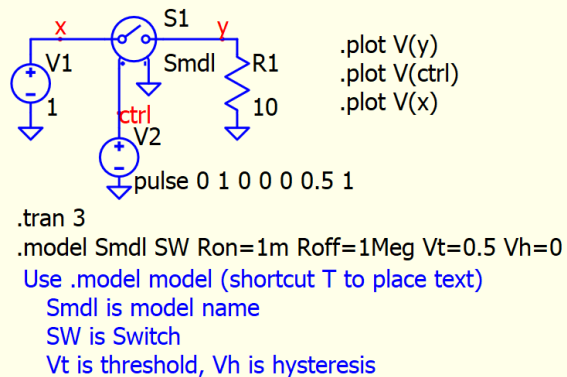 x
S1
y
V1
Smdl
R1
1
10
ctrl
V2
pulse 0 1 0 0 0 0.5 1
.plot V(y)
.plot V(ctrl)
.plot V(x)
.tran 3
.model Smdl SW Ron=1m Roff=1Meg Vt=0.5 Vh=0
Use .model model (shortcut T to place text)
Smdl is model name
SW is Switch
Vt is threshold, Vh is hysteresis